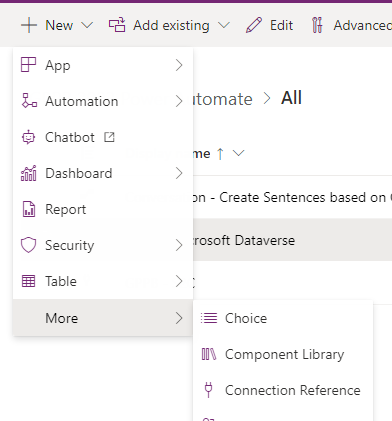 New Add existing Edit Advanced
App
Automation
utomate > All
Chatbot
me ↑
Dashboard
on - Create Sentences based on
Report
Security
crosoft Dataverse
Table
More
Choice
Component Library
Connection Reference